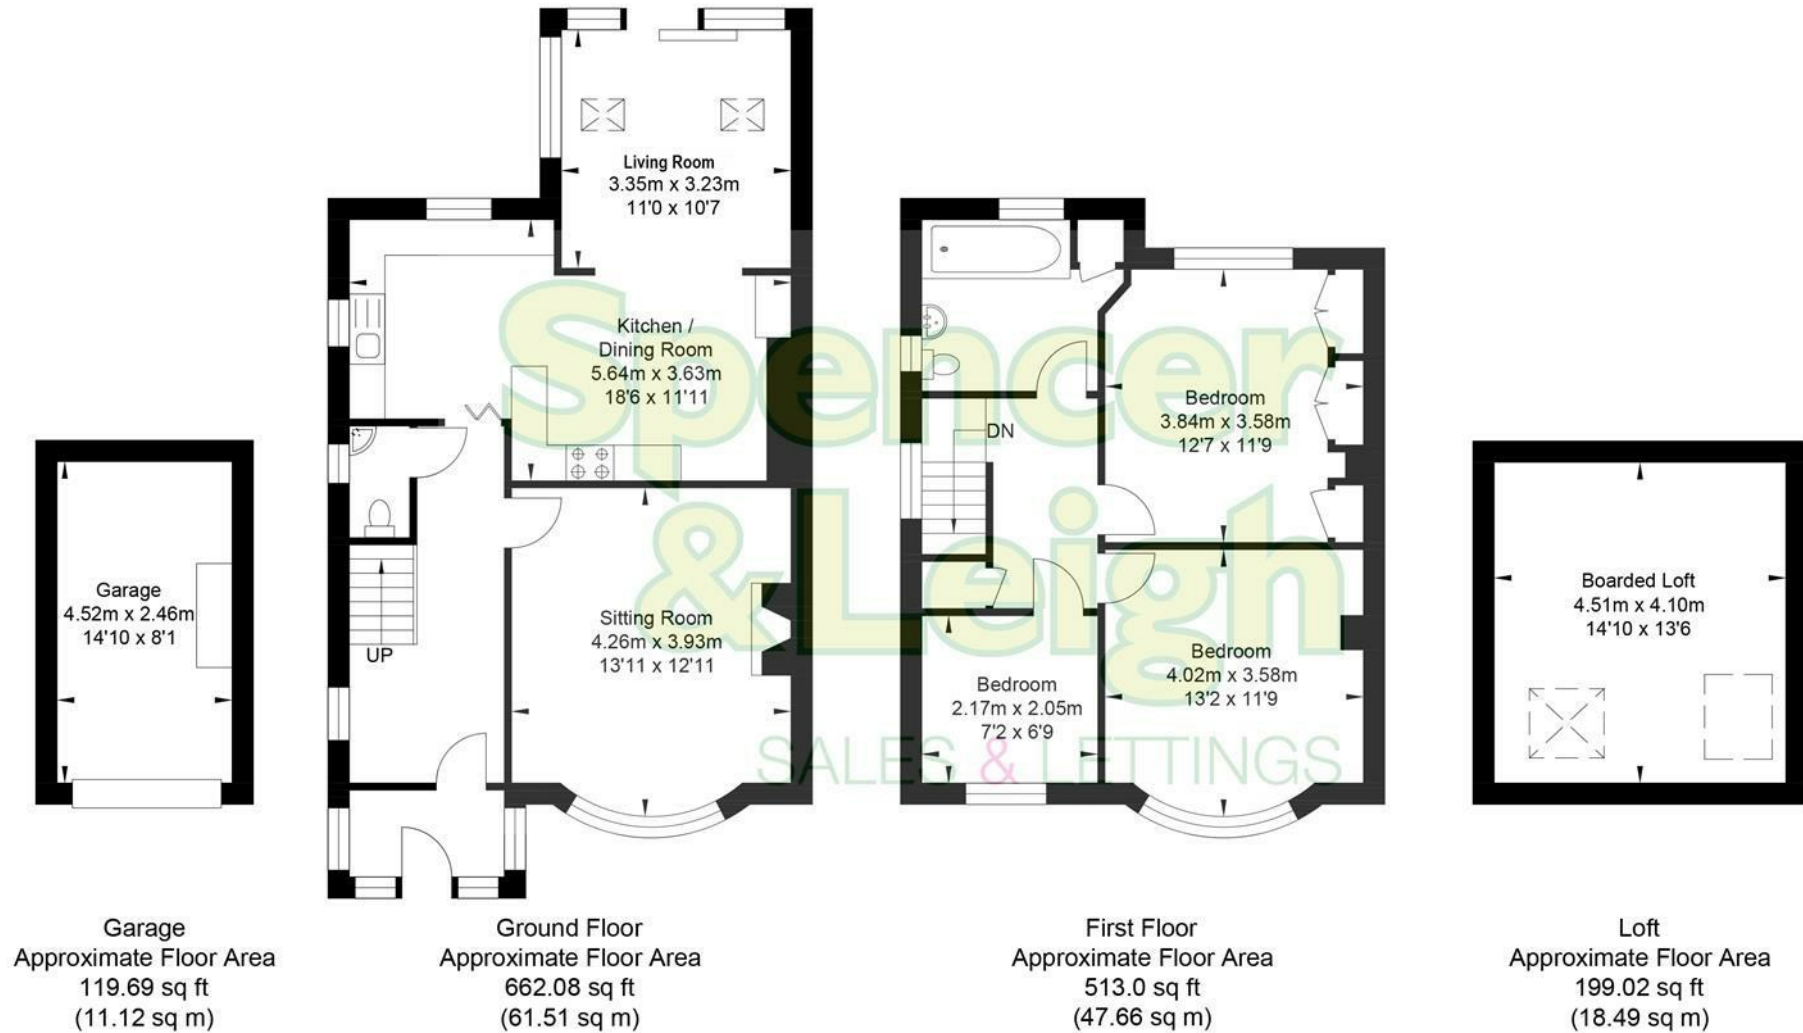 Living Room
3.35m x 3.23m
11'0 x 10'7
Kitchen /
Dining Room
5.64m x 3.63m
18'6 x 11'11
Bedroom
3.84m x 3.58m
12'7 x 11'9
DN
Garage
4.52m x 2.46m
14'10 x 8'1
UP
Sitting Room
4.26m x 3.93m
13'11 x 12'11
Bedroom
2.17m x 2.05m
7'2 x 6'9
Bedroom
4.02m x 3.58m
13'2 x 11'9
Boarded Loft
4.51m x 4.10m
14'10 x 13'6
Spencer
&Leigh
SALES & LETTINGS
Garage
Approximate Floor Area
119.69 sq ft
(11.12 sq m)
Ground Floor
Approximate Floor Area
662.08 sq ft
(61.51 sq m)
First Floor
Approximate Floor Area
513.0 sq ft
(47.66 sq m)
Loft
Approximate Floor Area
199.02 sq ft
(18.49 sq m)